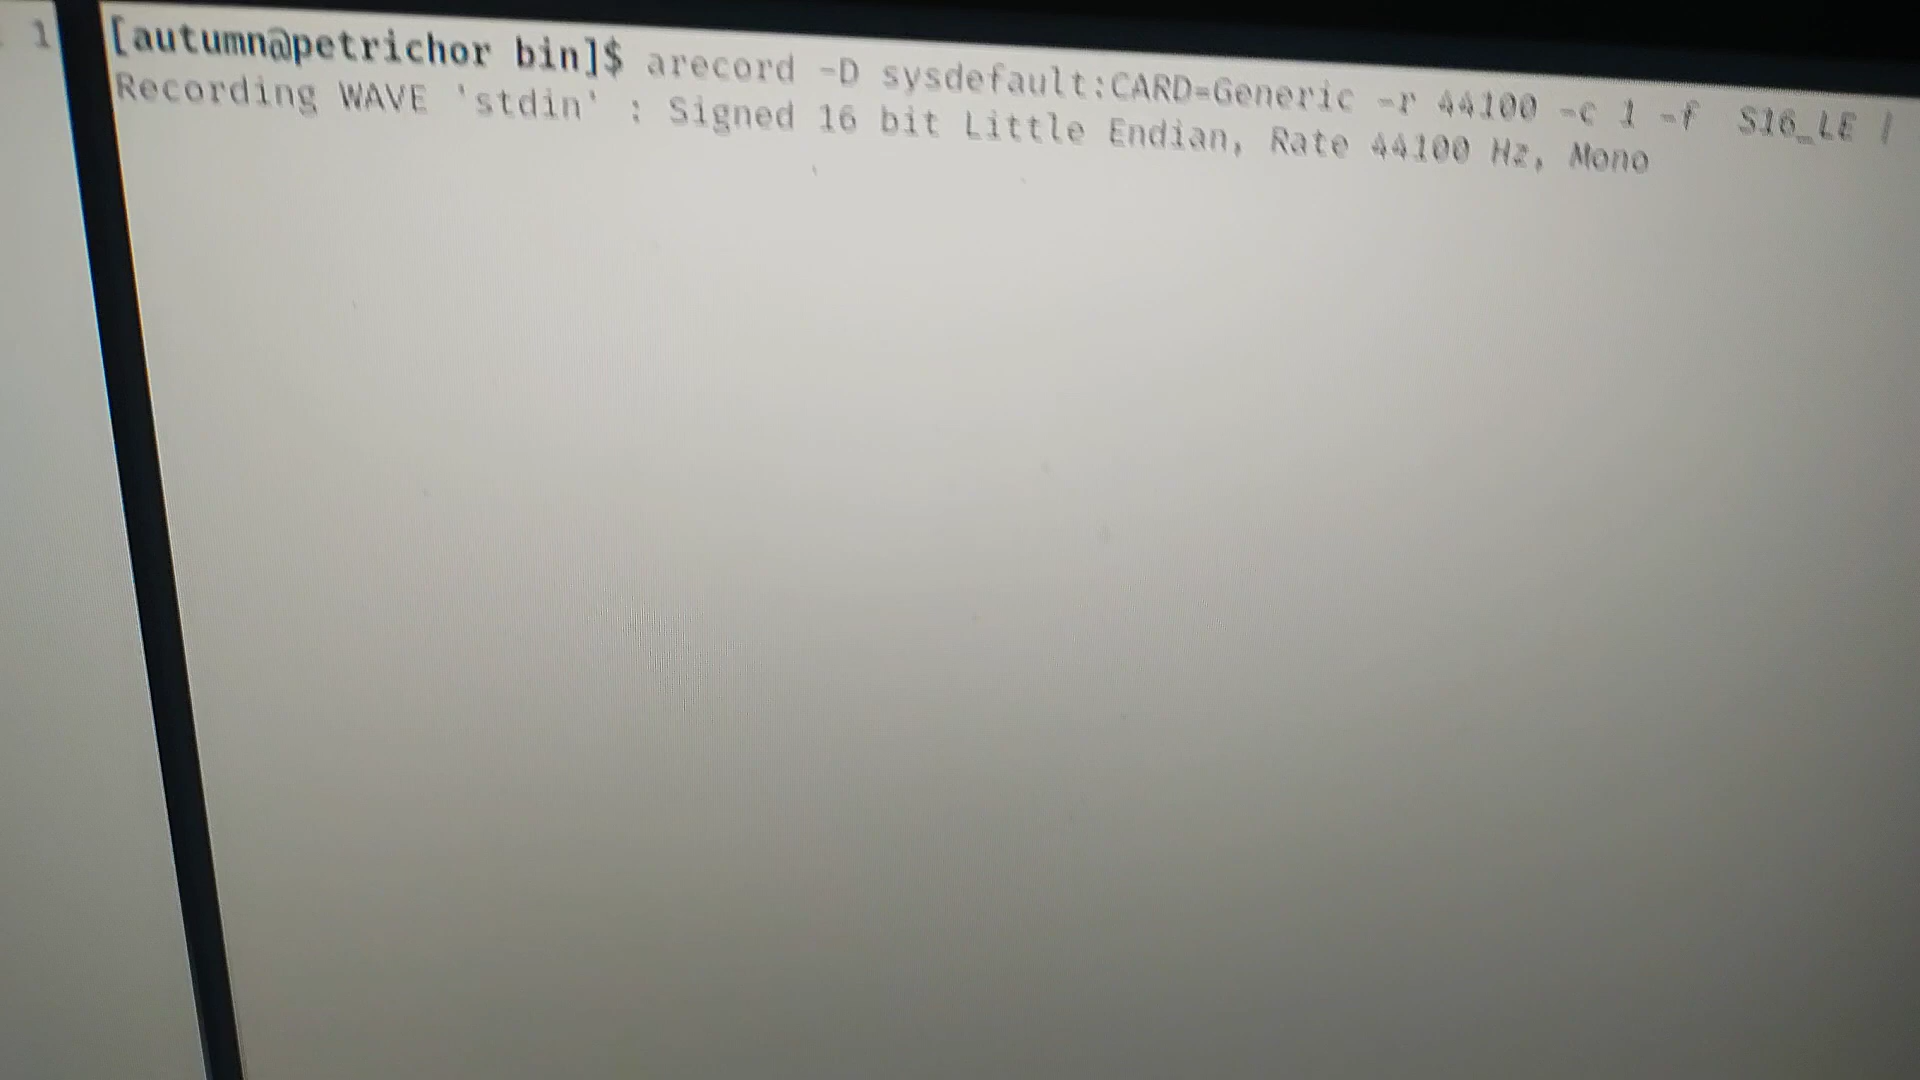 1
[autumn@petrichor bin]$ arecord -D sysdefault:CARD=Generic -r 44100 -c 1 -f  S16_LE |
Recording WAVE 'stdin' : Signed 16 bit Little Endian, Rate 44100 Hz, Mono